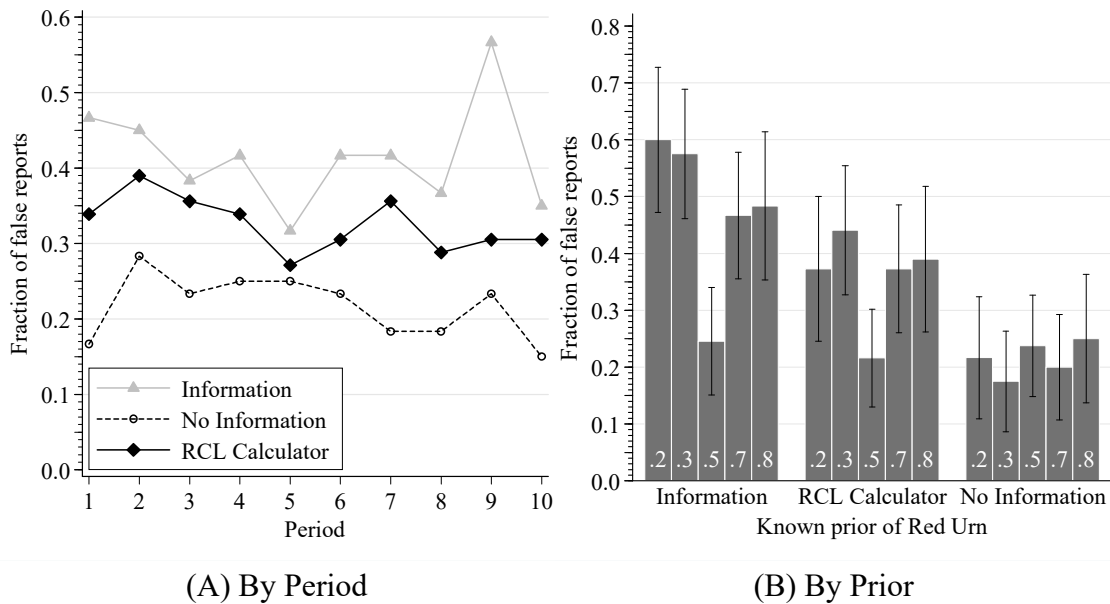 Fraction of false reports
0.6
0.5
0.4
0.3
0.2
0.1
0.0
Information
No Information
RCL Calculator
1 2 3 4 5 6 7 8 9 10
Period
(A) By Period
Fraction of false reports
0.8
0.7
0.6
0.5
0.4
0.3
0.2
0.1
0.0
.2 .3 .5 .7 .8 .2 .3 .5 .7 .8 .2 .3 .5 .7 .8
Information RCL Calculator No Information
Known prior of Red Urn
(B) By Prior